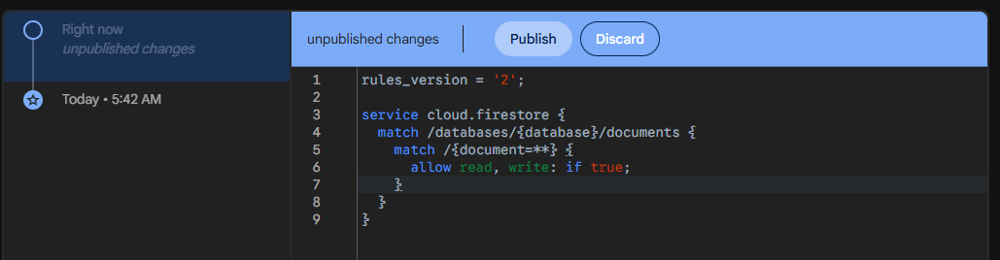 Right now
unpublished changes
Today • 5:42 AM
unpublished changes
Publish
Discard
1 rules_version = '2';
2
3 service cloud.firestore {
4   match /databases/{database}/documents {
5     match /{document=**} {
6       allow read, write: if true;
7     }
8   }
9 }